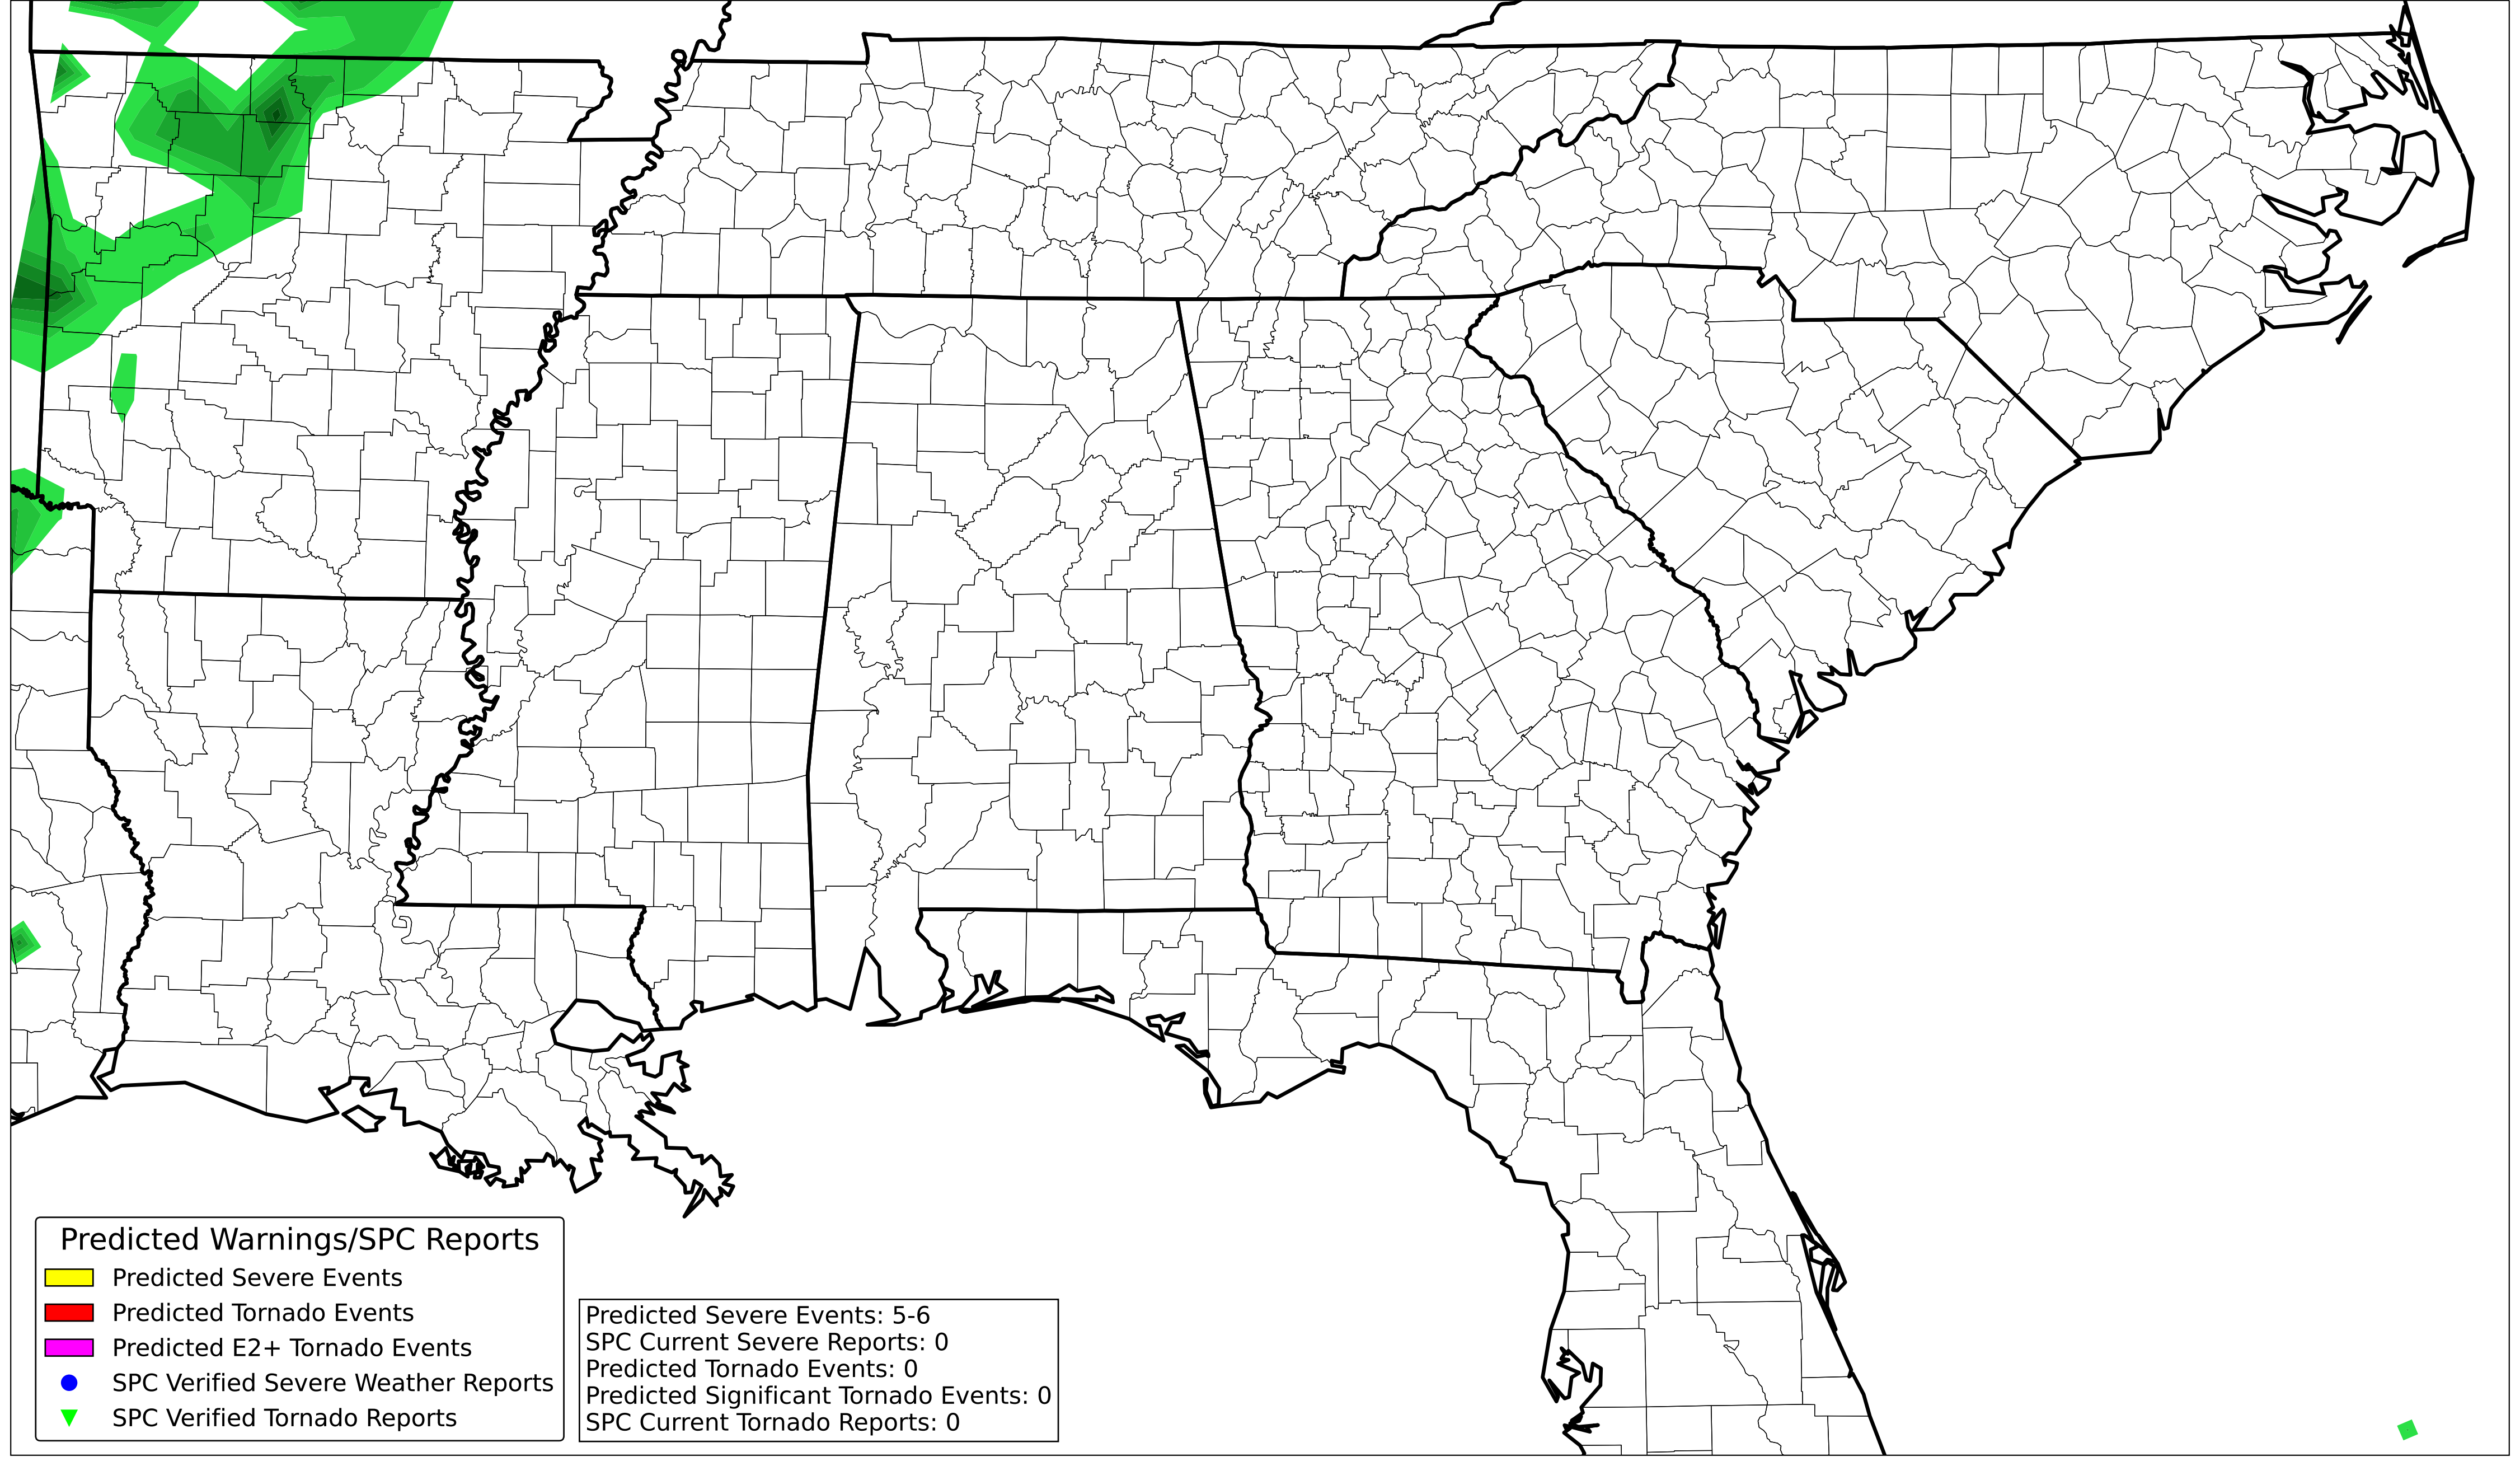 Predicted Warnings/SPC Reports
Predicted Severe Events
Predicted Tornado Events
Predicted E2+ Tornado Events
SPC Verified Severe Weather Reports
SPC Verified Tornado Reports
Predicted Severe Events: 5-6
SPC Current Severe Reports: 0
Predicted Tornado Events: 0
Predicted Significant Tornado Events: 0
SPC Current Tornado Reports: 0